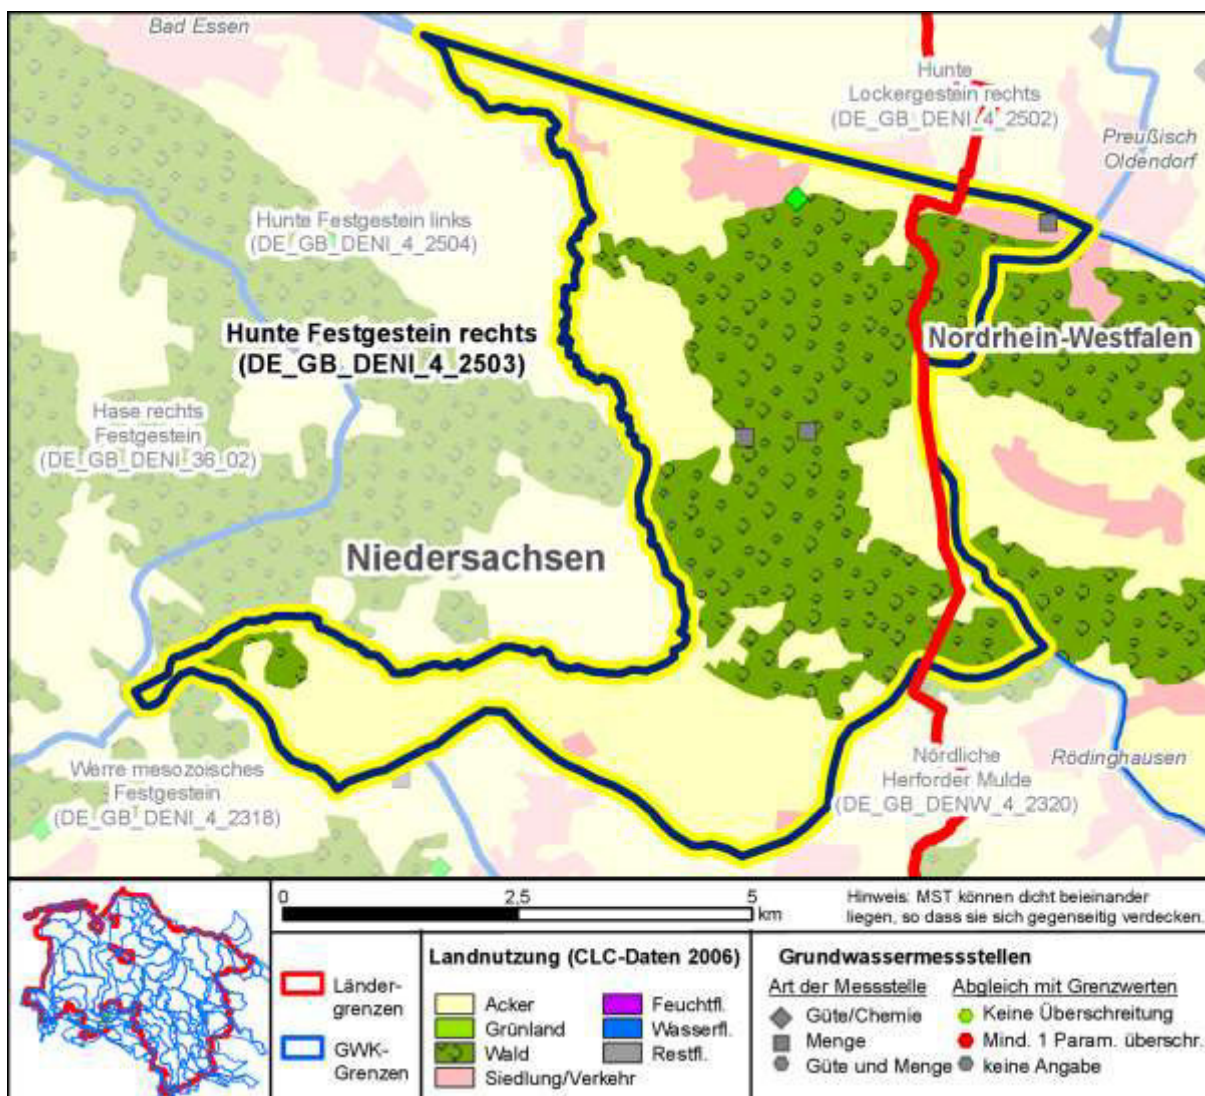 Bad Essen
Hunte
Lockergestein rechts
(DE_GB_DENI_4_2502)
Preußisch
Oldendorf
Hunte Festgestein links
(DE_GB_DENI_4_2504)
Hunte Festgestein rechts
(DE_GB_DENI_4_2503)
Nordrhein-Westfalen
Hase rechts
Festgestein
(DE_GB_DENI_36_02)
Niedersachsen
Werre mesozoisches
Festgestein
(DE_GB_DENI_4_2318)
Nördliche
Herforder Mulde
(DE_GB_DENW_4_2320)
Rödinghausen
0 2,5 5
km
Hinweis: MST können dicht beieinander
liegen, so dass sie sich gegenseitig verdecken.
Länder-
grenzen
GWK-
Grenzen
Landnutzung (CLC-Daten 2006)
Acker
Grünland
Wald
Siedlung/Verkehr
Feuchtfl.
Wasserfl.
Restfl.
Grundwassermessstellen
Art der Messstelle
Güte/Chemie
Menge
Güte und Menge
Abgleich mit Grenzwerten
Keine Überschreitung
Mind. 1 Param. überschr.
keine Angabe